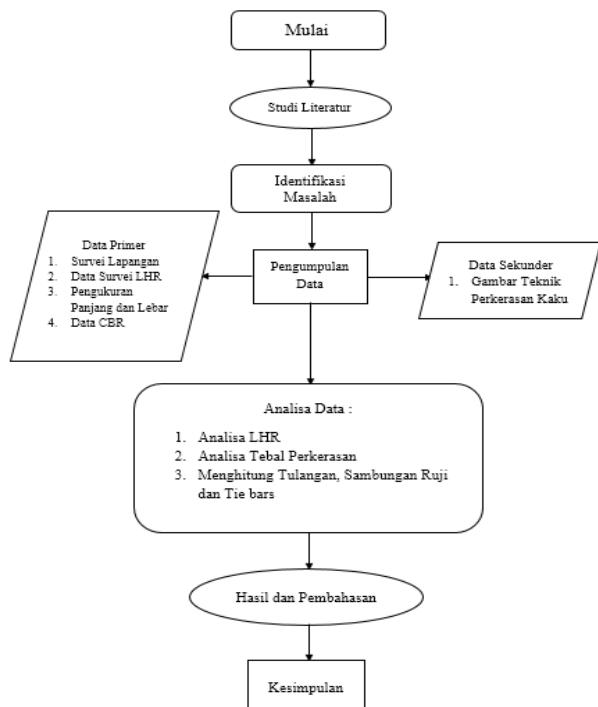 Mulai
Studi Literatur
Identifikasi
Masalah
Data Primer
1. Survei Lapangan
2. Data Survei LHR
3. Pengukuran
Panjang dan Lebar
4. Data CBR
Pengumpulan
Data
Data Sekunder
1. Gambar Teknik
Perkerasan Kaku
Analisa Data :
1. Analisa LHR
2. Analisa Tebal Perkerasan
3. Menghitung Tulangan, Sambungan Ruji
dan Tie bars
Hasil dan Pembahasan
Kesimpulan